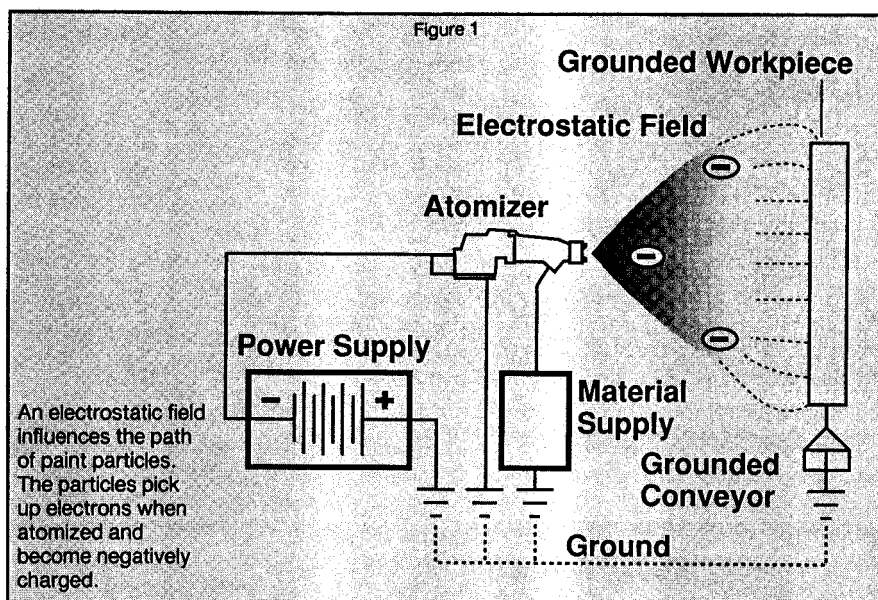 Figure 1
Grounded Workpiece
Electrostatic Field
Atomizer
Power Supply
- +
Material
Supply
Grounded
Conveyor
Ground
An electrostatic field
influences the path
of paint particles.
The particles pick
up electrons when
atomized and
become negatively
charged.